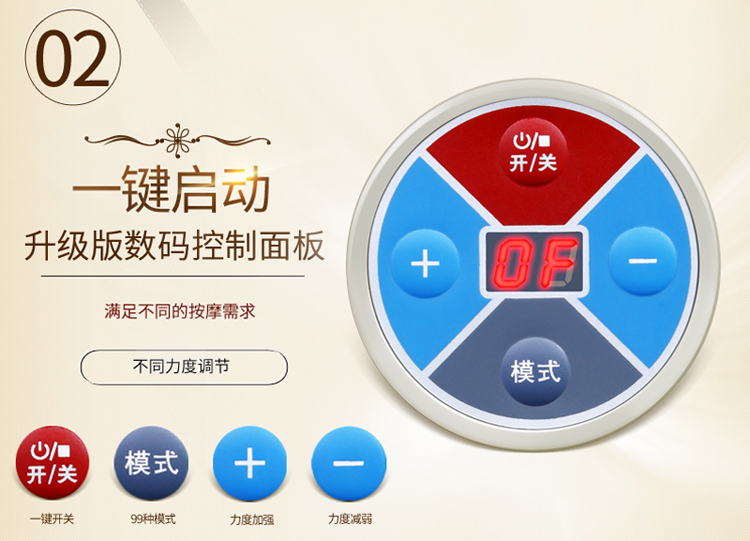 02
一键启动
升级版数码控制面板
满足不同的按摩需求
不同力度调节
开/关
+
0F
−
模式
开/关
模式
+
−
一键开关
99种模式
力度加强
力度减弱